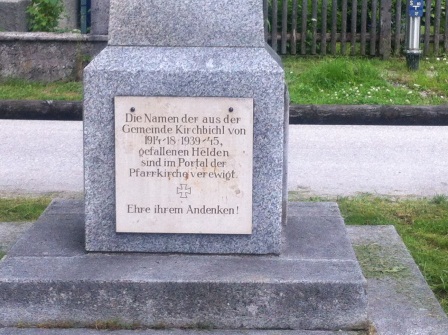 Die Namen der aus der
Gemeinde Kirchbichl von
1914-18 · 1939-45,
gefallenen Helden
sind im Portal der
Pfarrkirche verewigt.
Ehre ihrem Andenken!